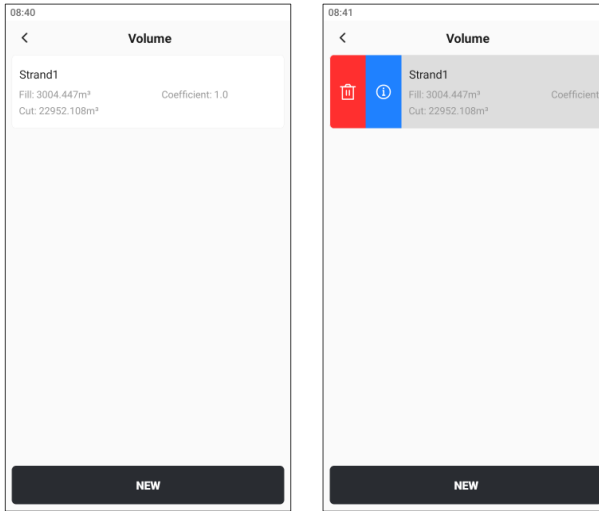 08:40
Volume
Strand1
Fill: 3004.447m³ Coefficient: 1.0
Cut: 22952.108m³
NEW
08:41
Volume
Strand1
Fill: 3004.447m³ Coefficient
Cut: 22952.108m³
NEW